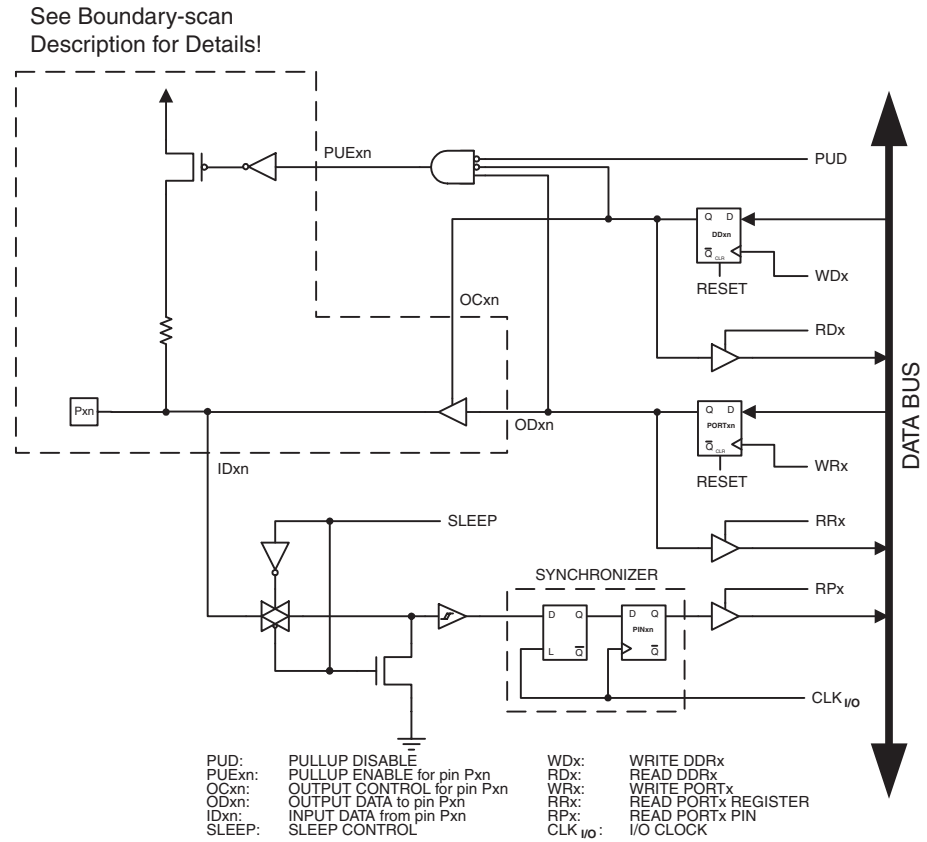 See Boundary-scan
Description for Details!
PUExn
PUD
Q D
DDxn
Q
CLR
RESET
WDx
OCxn
RDx
Pxn
ODxn
Q D
PORTxn
Q
CLR
RESET
WRx
DATA BUS
IDxn
SLEEP
RRx
SYNCHRONIZER
RPx
D Q
L Q
D Q
PINxn
Q
CLK I/O
PUD: PULLUP DISABLE
PUExn: PULLUP ENABLE for pin Pxn
OCxn: OUTPUT CONTROL for pin Pxn
ODxn: OUTPUT DATA to pin Pxn
IDxn: INPUT DATA from pin Pxn
SLEEP: SLEEP CONTROL
WDx: WRITE DDRx
RDx: READ DDRx
WRx: WRITE PORTx
RRx: READ PORTx REGISTER
RPx: READ PORTx PIN
CLK I/O: I/O CLOCK